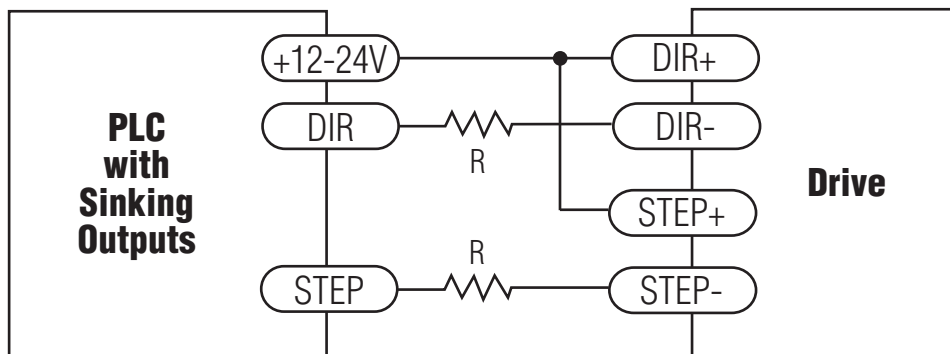 +12-24V
DIR+
PLC
with
Sinking
Outputs
DIR
R
DIR-
Drive
STEP+
STEP
R
STEP-